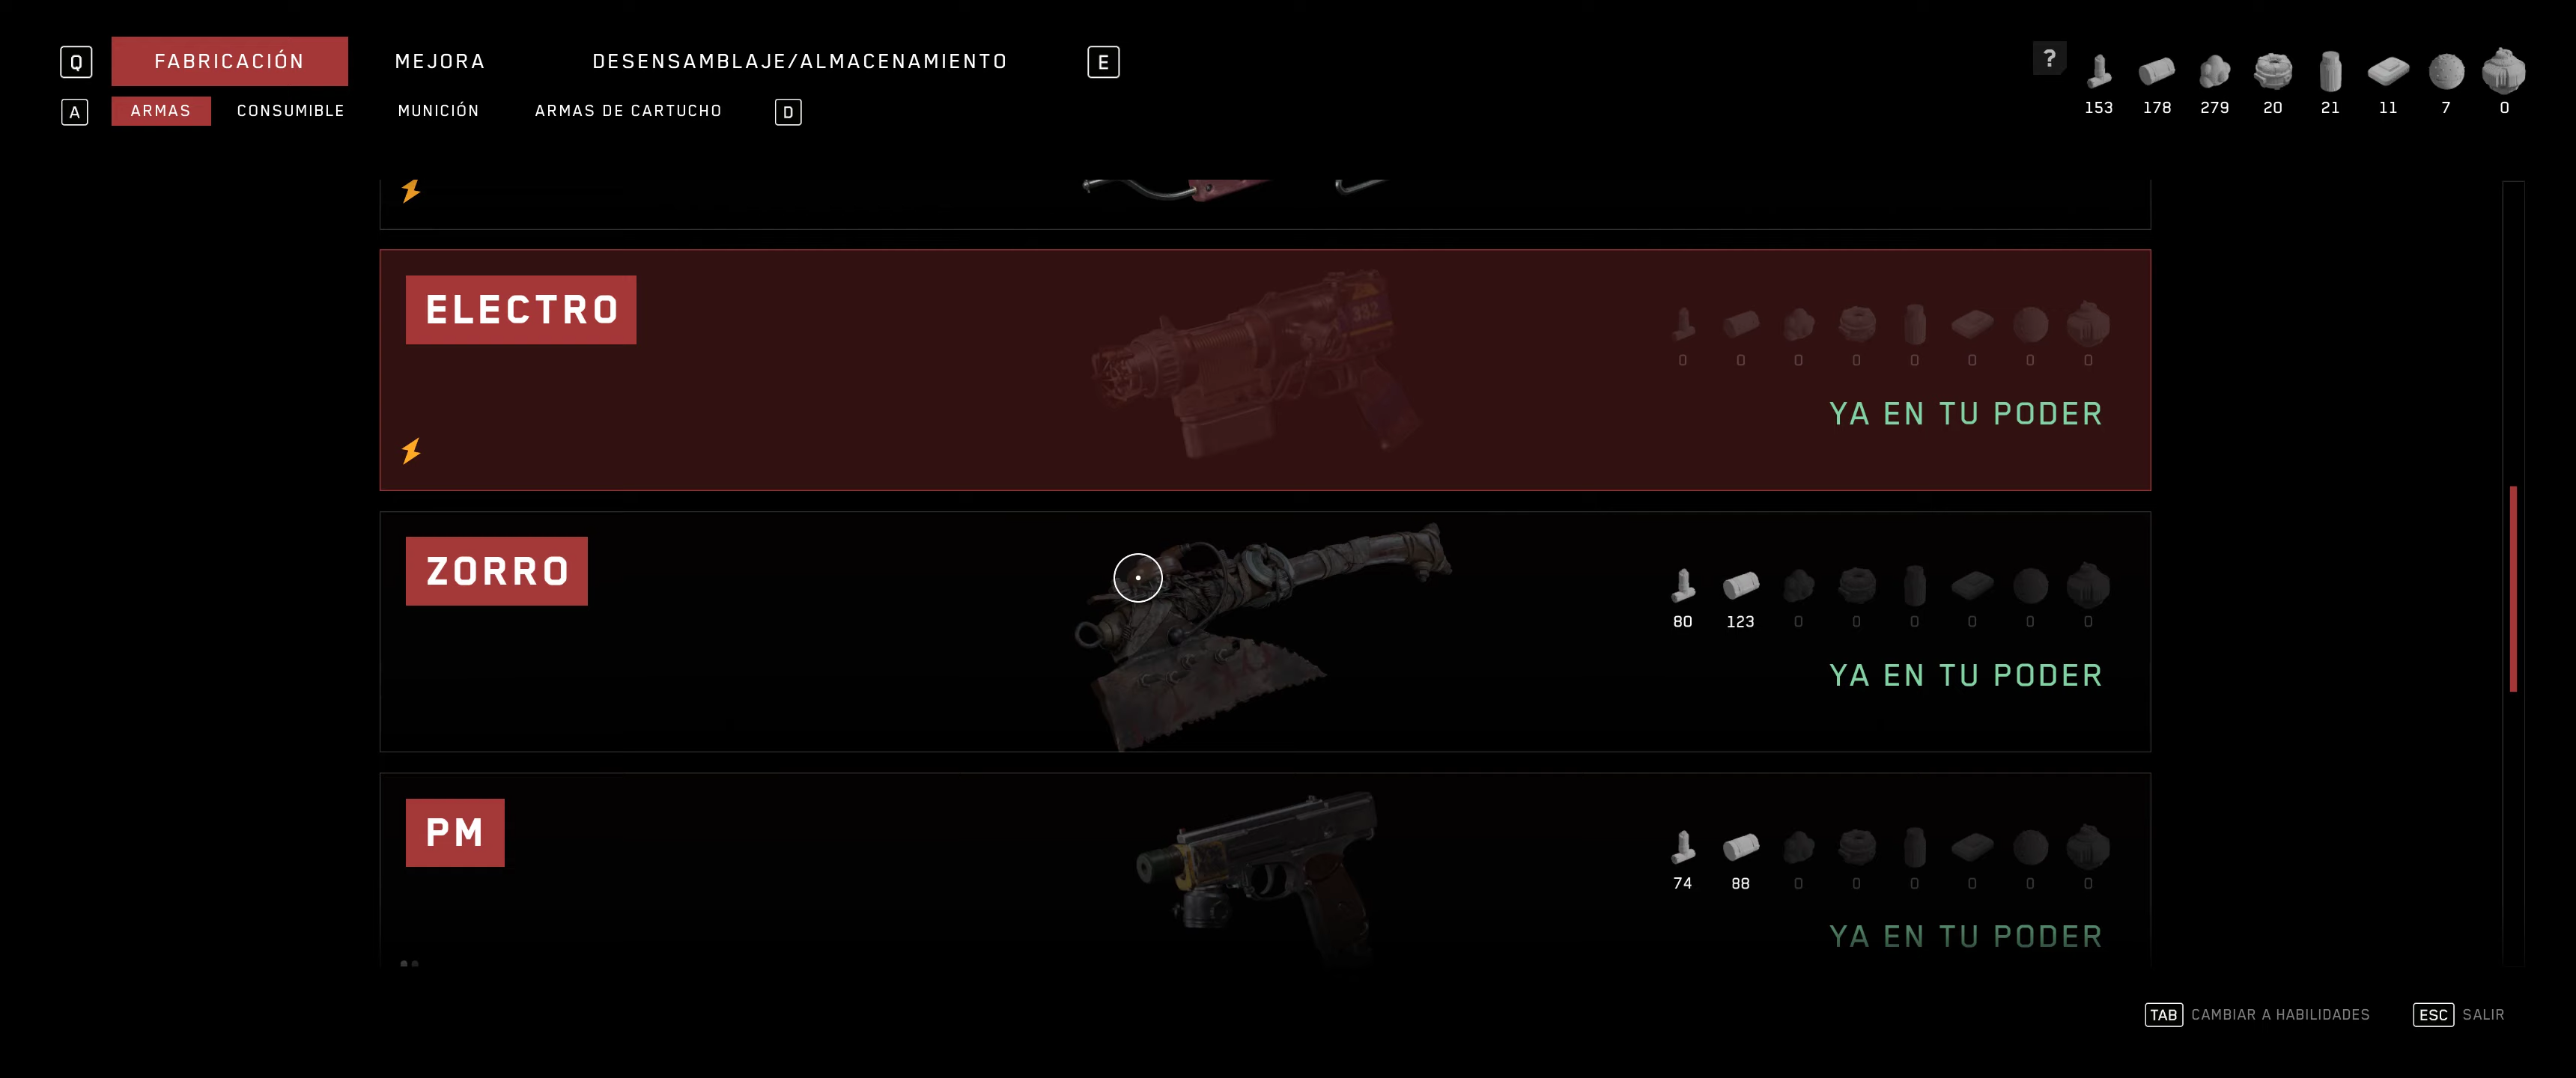 Q FABRICACIÓN MEJORA DESENSAMBLAJE/ALMACENAMIENTO E
A ARMAS CONSUMIBLE MUNICIÓN ARMAS DE CARTUCHO D
?
153 178 279 20 21 11 7 0
ELECTRO
332
0 0 0 0 0 0 0 0
YA EN TU PODER
ZORRO
80 123 0 0 0 0 0 0
YA EN TU PODER
PM
74 88 0 0 0 0 0 0
YA EN TU PODER
TAB CAMBIAR A HABILIDADES ESC SALIR